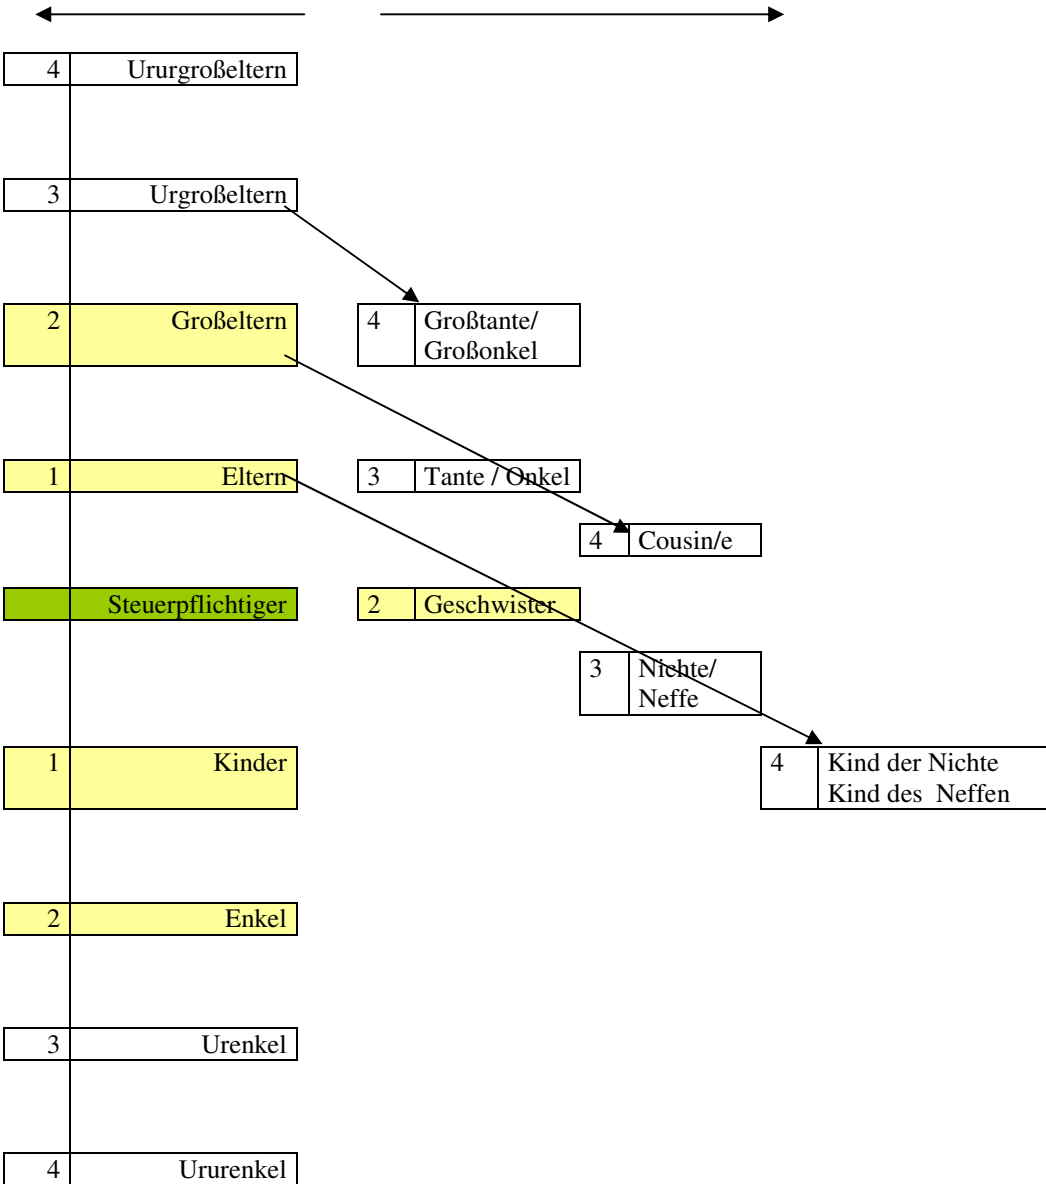 4 Ururgroßeltern
3 Urgroßeltern
2 Großeltern
4 Großtante/
Großonkel
1 Eltern
3 Tante / Onkel
4 Cousin/e
Steuerpflichtiger
2 Geschwister
3 Nichte/
Neffe
1 Kinder
4 Kind der Nichte
Kind des Neffen
2 Enkel
3 Urenkel
4 Ururenkel